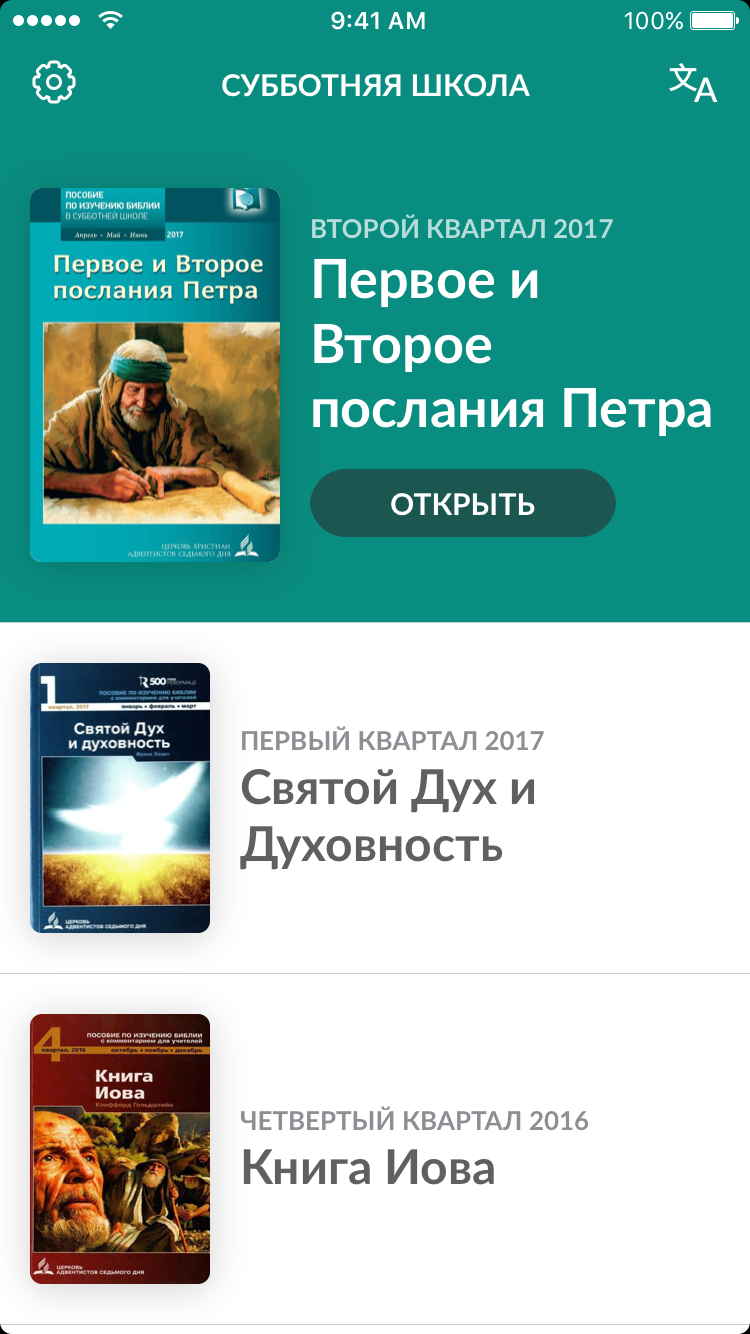 9:41 AM
100%
СУББОТНЯЯ ШКОЛА
文A
ПОСОБИЕ
ПО ИЗУЧЕНИЮ БИБЛИИ
В СУББОТНЕЙ ШКОЛЕ
Апрель • Май • Июнь 2017
Первое и Второе
послания Петра
ЦЕРКОВЬ ХРИСТИАН
АДВЕНТИСТОВ СЕДЬМОГО ДНЯ
ВТОРОЙ КВАРТАЛ 2017
Первое и
Второе
послания Петра
ОТКРЫТЬ
1
R500
ПОСОБИЕ ПО ИЗУЧЕНИЮ БИБЛИИ
с комментарием для учителей
квартал, 2017 январь • февраль • март
Святой Дух
и духовность
ЦЕРКОВЬ
АДВЕНТИСТОВ СЕДЬМОГО ДНЯ
ПЕРВЫЙ КВАРТАЛ 2017
Святой Дух и
Духовность
4
ПОСОБИЕ ПО ИЗУЧЕНИЮ БИБЛИИ
с комментарием для учителей
квартал, 2016 октябрь • ноябрь • декабрь
Книга
Иова
Клиффорд Гольдштейн
ЦЕРКОВЬ
АДВЕНТИСТОВ СЕДЬМОГО ДНЯ
ЧЕТВЕРТЫЙ КВАРТАЛ 2016
Книга Иова